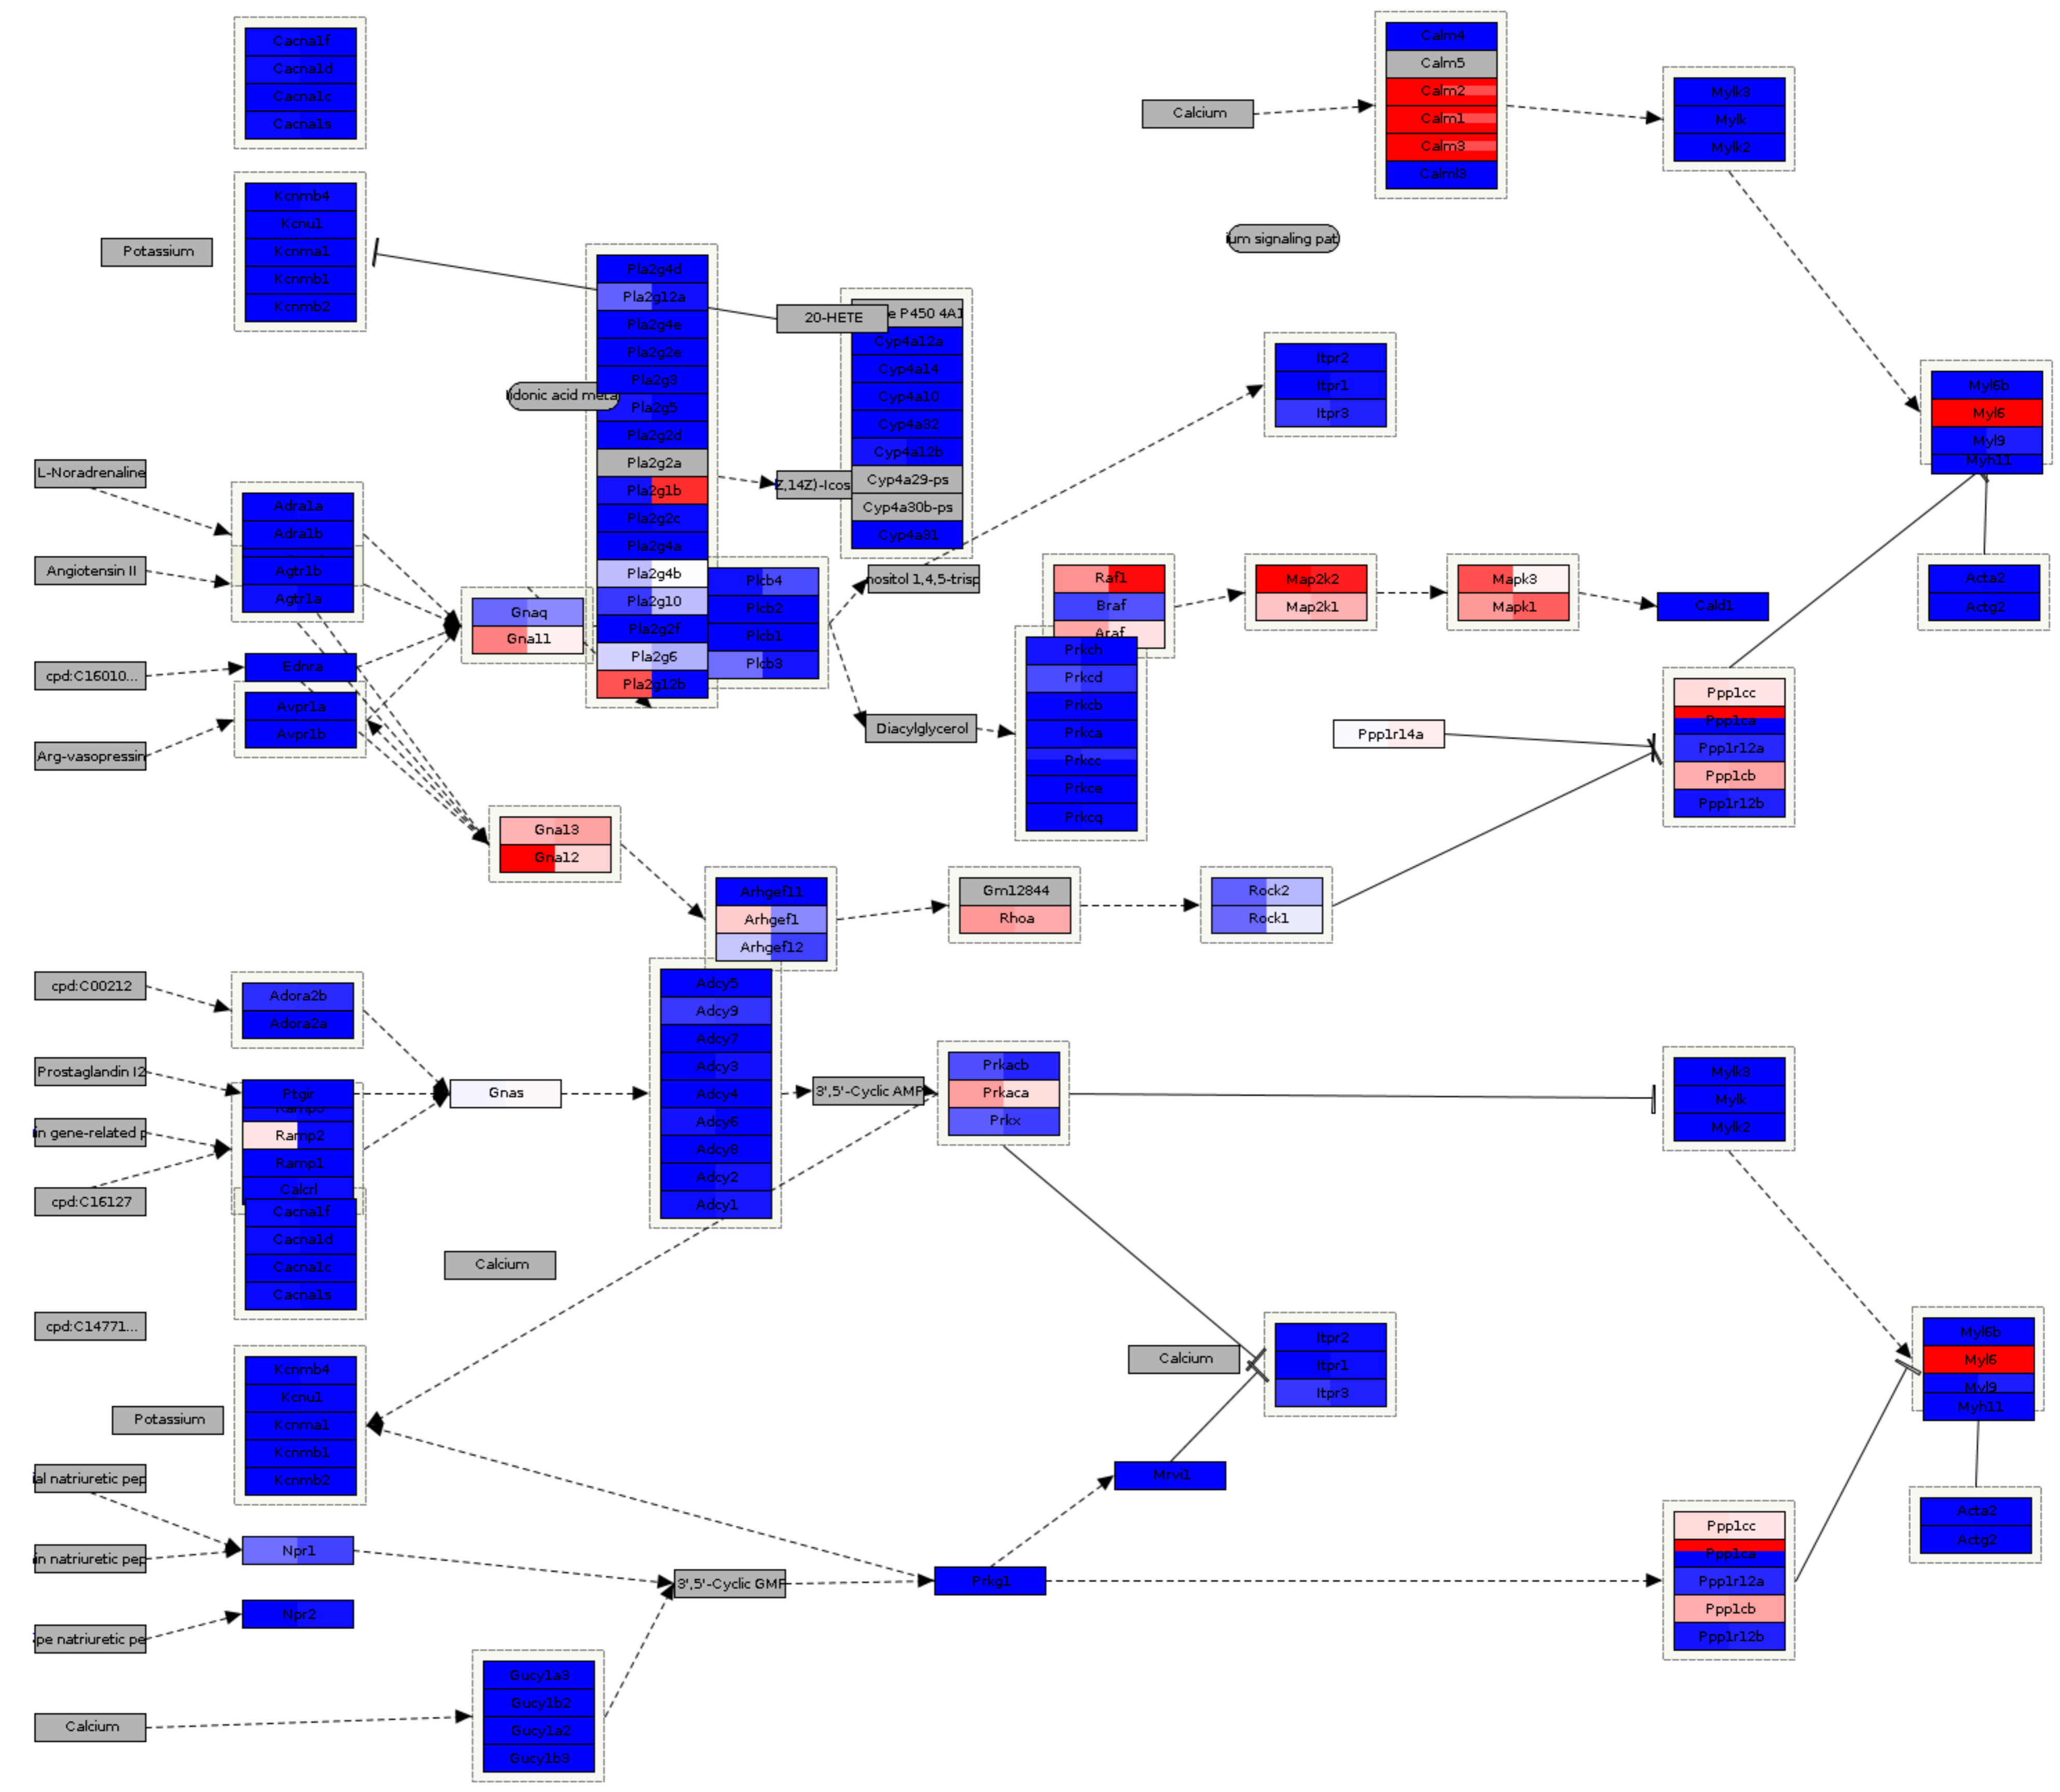 Cacna1f
Cacna1d
Cacna1c
Cacna1s
Calm4
Calm5
Calm2
Calm1
Calm3
Calml3
Calcium
Mylk3
Mylk
Mylk2
Kcnmb4
Kcnu1
Kcnma1
Kcnmb1
Kcnmb2
Potassium
ium signaling pat
Pla2g4d
Pla2g12a
Pla2g4e
Pla2g2e
Pla2g3
Pla2g5
Pla2g2d
Pla2g2a
Pla2g1b
Pla2g2c
Pla2g4a
Pla2g4b
Pla2g10
Pla2g2f
Pla2g6
Pla2g12b
idonic acid meta
20-HETE
e P450 4A1
Cyp4a12a
Cyp4a14
Cyp4a10
Cyp4a32
Cyp4a12b
Cyp4a29-ps
Cyp4a30b-ps
Cyp4a31
Z,14Z)-Icos
Itpr2
Itpr1
Itpr3
Myl6b
Myl6
Myl9
Myh11
L-Noradrenaline
Adra1a
Adra1b
Angiotensin II
Agtr1b
Agtr1a
cpd:C16010...
Ednra
Arg-vasopressin
Avpr1a
Avpr1b
Gnaq
Gna11
Plcb4
Plcb2
Plcb1
Plcb3
nositol 1,4,5-trisp
Diacylglycerol
Raf1
Braf
Araf
Prkch
Prkcd
Prkcb
Prkca
Prkcc
Prkce
Prkcq
Map2k2
Map2k1
Mapk3
Mapk1
Cald1
Acta2
Actg2
Ppp1r14a
Ppp1cc
Ppp1ca
Ppp1r12a
Ppp1cb
Ppp1r12b
Gna13
Gna12
Arhgef11
Arhgef1
Arhgef12
Gm12844
Rhoa
Rock2
Rock1
cpd:C00212
Adora2b
Adora2a
Prostaglandin I2
Ptgir
Ramp3
Ramp2
Ramp1
Calcrl
in gene-related p
cpd:C16127
Gnas
Adcy5
Adcy9
Adcy7
Adcy3
Adcy4
Adcy6
Adcy8
Adcy2
Adcy1
3',5'-Cyclic AMP
Prkacb
Prkaca
Prkx
Mylk3
Mylk
Mylk2
Cacna1f
Cacna1d
Cacna1c
Cacna1s
Calcium
cpd:C14771...
Calcium
Itpr2
Itpr1
Itpr3
Myl6b
Myl6
Myl9
Myh11
Kcnmb4
Kcnu1
Kcnma1
Kcnmb1
Kcnmb2
Potassium
ial natriuretic pep
in natriuretic pep
Npr1
Mrvi1
3',5'-Cyclic GMP
Prkg1
Ppp1cc
Ppp1ca
Ppp1r12a
Ppp1cb
Ppp1r12b
Acta2
Actg2
Npr2
pe natriuretic pe
Gucy1a3
Gucy1b2
Gucy1a2
Gucy1b3
Calcium